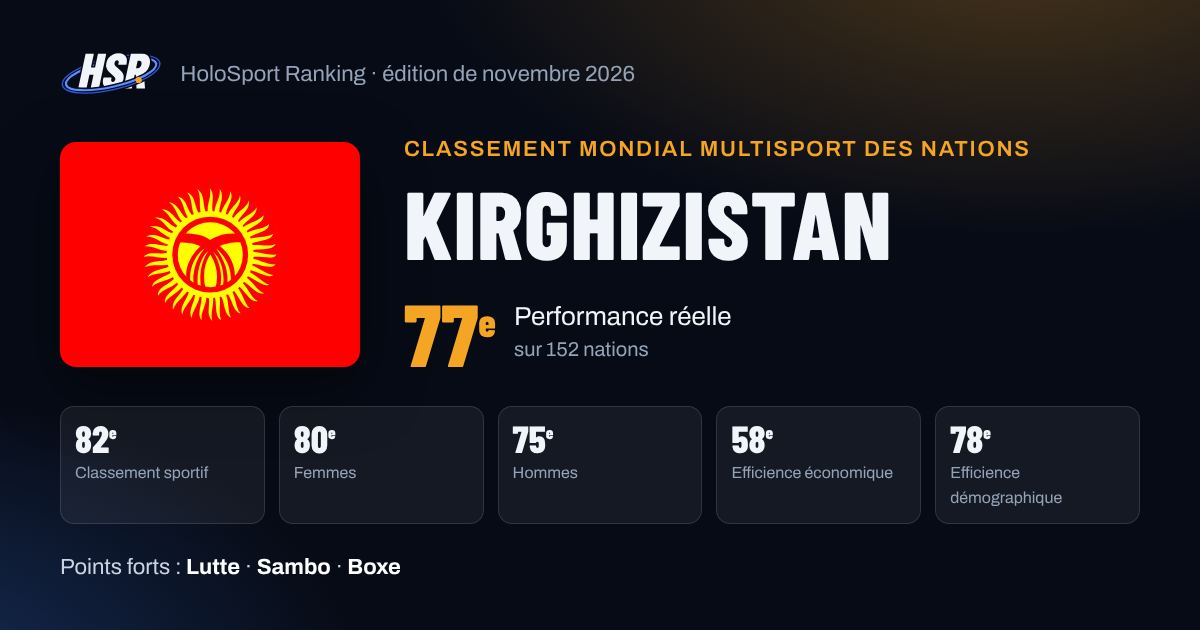 HSR
HoloSport Ranking · édition de novembre 2026
CLASSEMENT MONDIAL MULTISPORT DES NATIONS
KIRGHIZISTAN
77e
Performance réelle
sur 152 nations
82e
Classement sportif
80e
Femmes
75e
Hommes
58e
Efficience économique
78e
Efficience
démographique
Points forts : Lutte · Sambo · Boxe